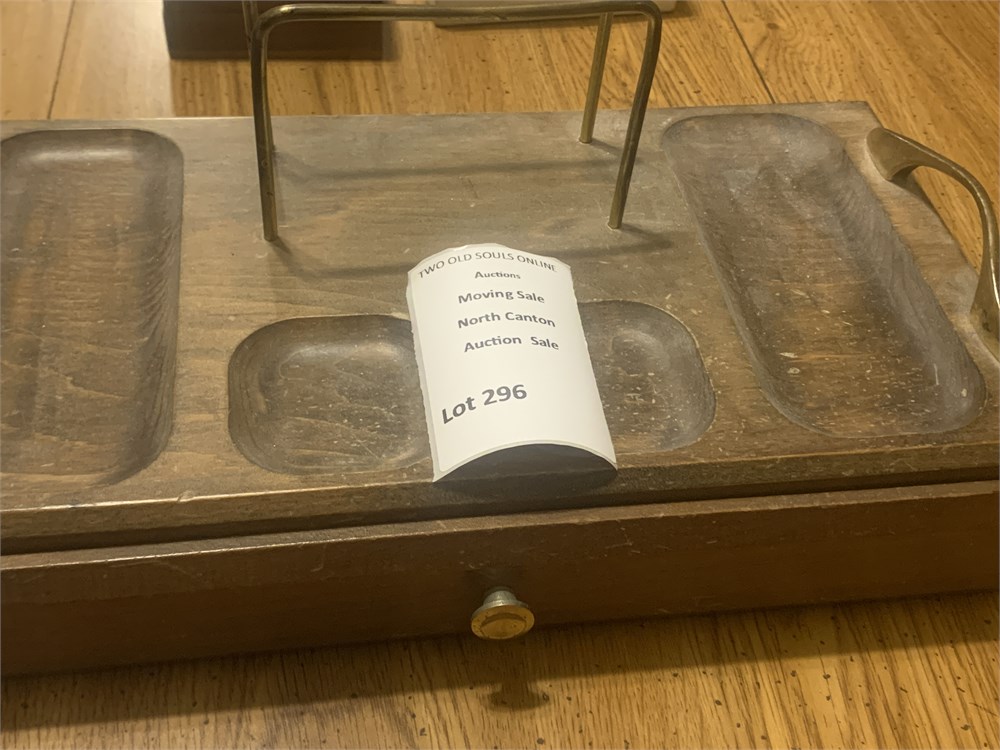 TWO OLD SOULS ONLINE
Auctions
Moving Sale
North Canton
Auction Sale
Lot 296